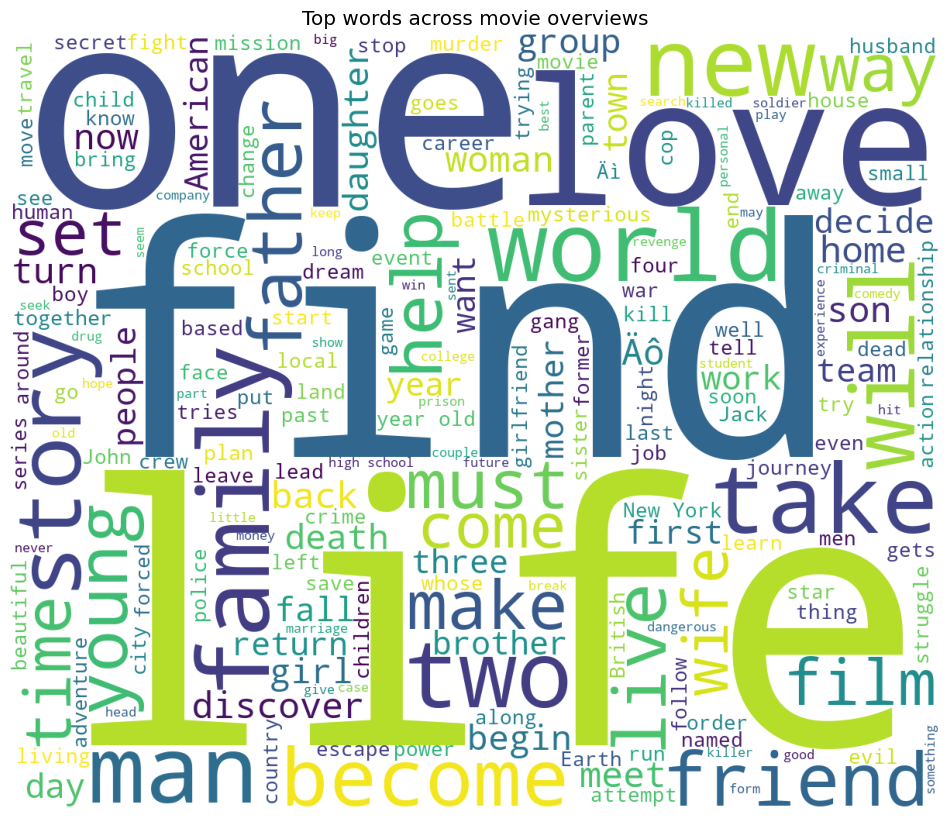 Top words across movie overviews
secret
fight
mission
big
stop
murder
group
movie
new
way
husband
travel
move
child
know
now
bring
one
American
change
daughter
goes
career
woman
trying
best
parent
town
search
killed
soldier
house
play
cop
Äì
personal
love
small
away
see
human
company
father
keep
battle
mysterious
end
may
decide
set
turn
boy
seek
together
seem
force
school
long
dream
event
help
want
sent
world
revenge
four
war
criminal
home
son
will
comedy
relationship
action
experience
drug
based
start
show
win
game
find
gang
former
kill
Äô
well
tell
work
student
soon
Jack
team
dead
try
hit
series around
story
go
hope
old
John
people
face
part
tries
put
local
land
past
year
year old
college
prison
mother
girlfriend
sister
night
last
job
even
crew
plan
leave
lead
high school
couple
future
journey
never
young
family
little
money
back
must
come
take
crime
death
left
save
three
whose
break
New York
first
learn
men
gets
beautiful
time
city forced
police
adventure
life
fall
return
marriage
girl
give
case
children
make
brother
two
British
live
dangerous
wife
star
thing
struggle
film
discover
head
country
along
begin
follow
order
named
living
day
man
escape
power
become
Earth
attempt
run
meet
killer
good
form
evil
friend
something